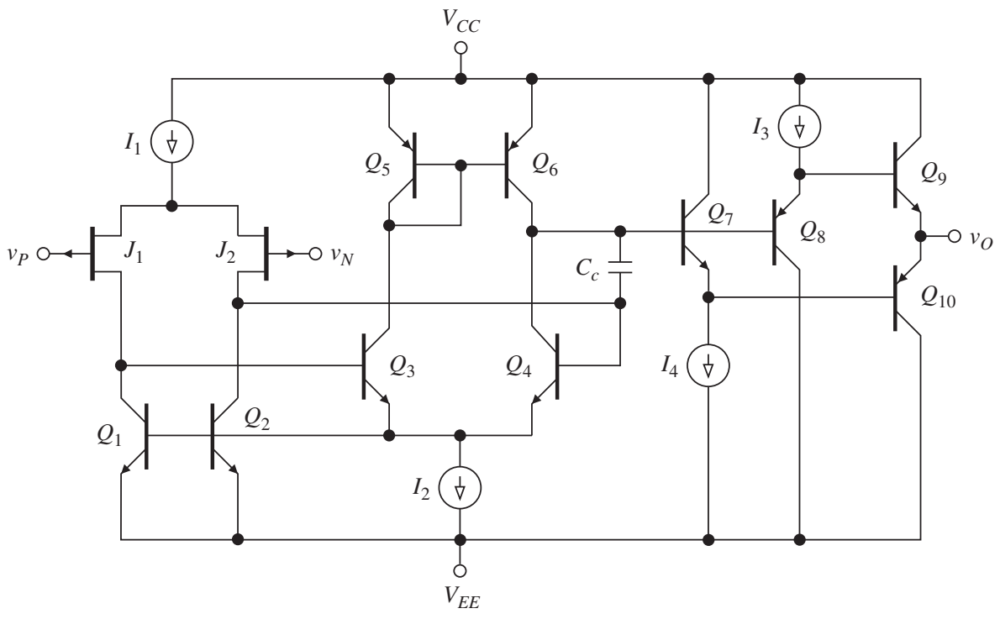 V_CC
I_1
I_3
Q_5
Q_6
Q_9
Q_7
Q_8
v_P
J_1
J_2
v_N
v_O
C_c
Q_10
Q_3
Q_4
I_4
Q_1
Q_2
I_2
V_EE